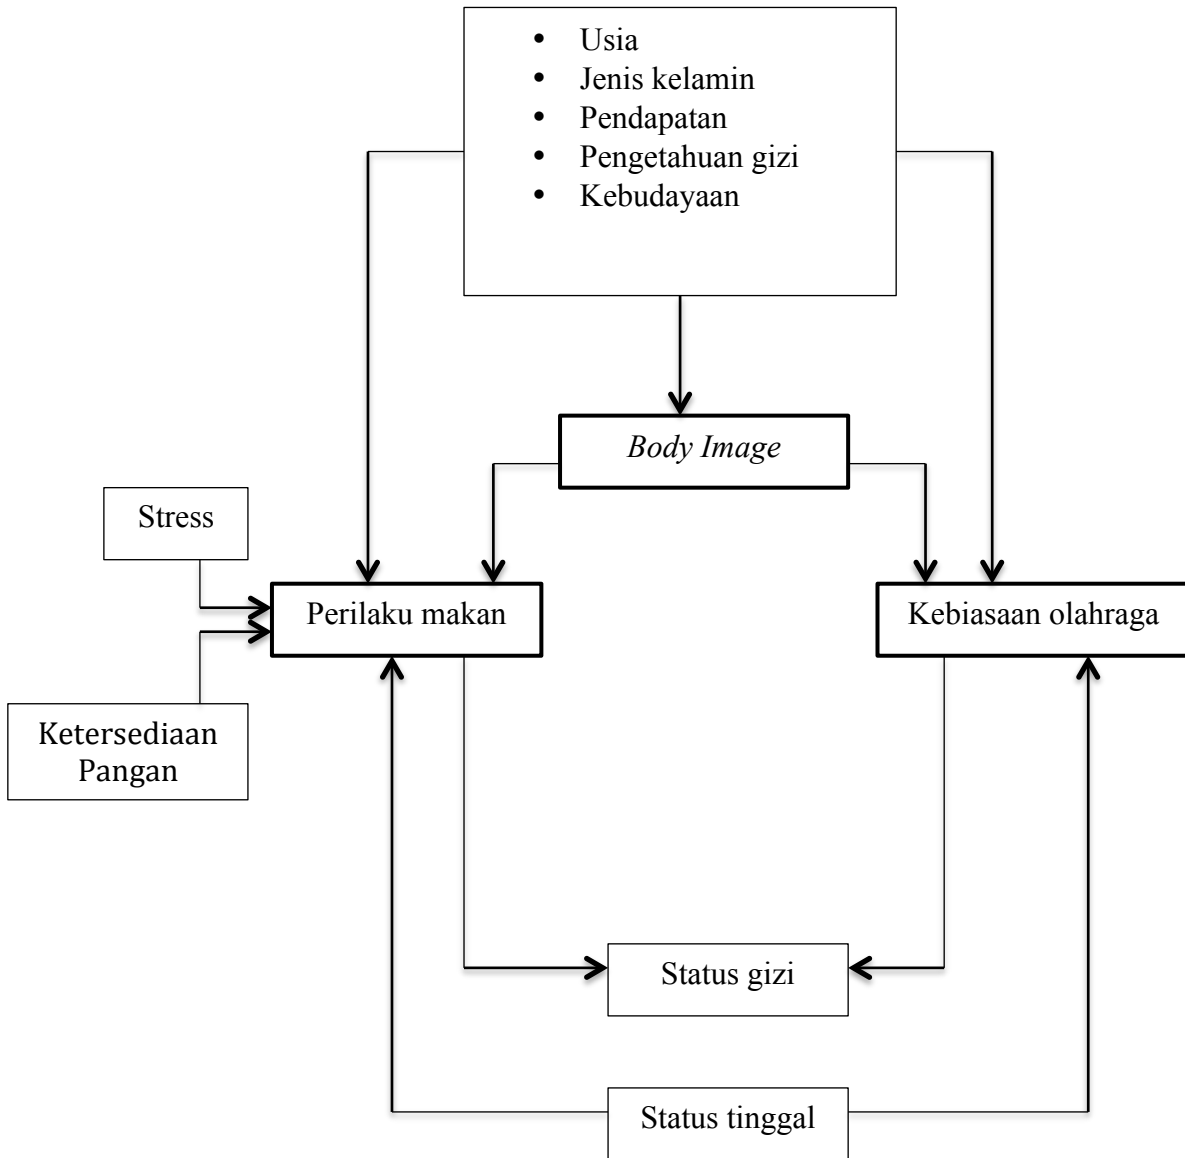 • Usia
• Jenis kelamin
• Pendapatan
• Pengetahuan gizi
• Kebudayaan
Body Image
Stress
Perilaku makan
Kebiasaan olahraga
Ketersediaan
Pangan
Status gizi
Status tinggal